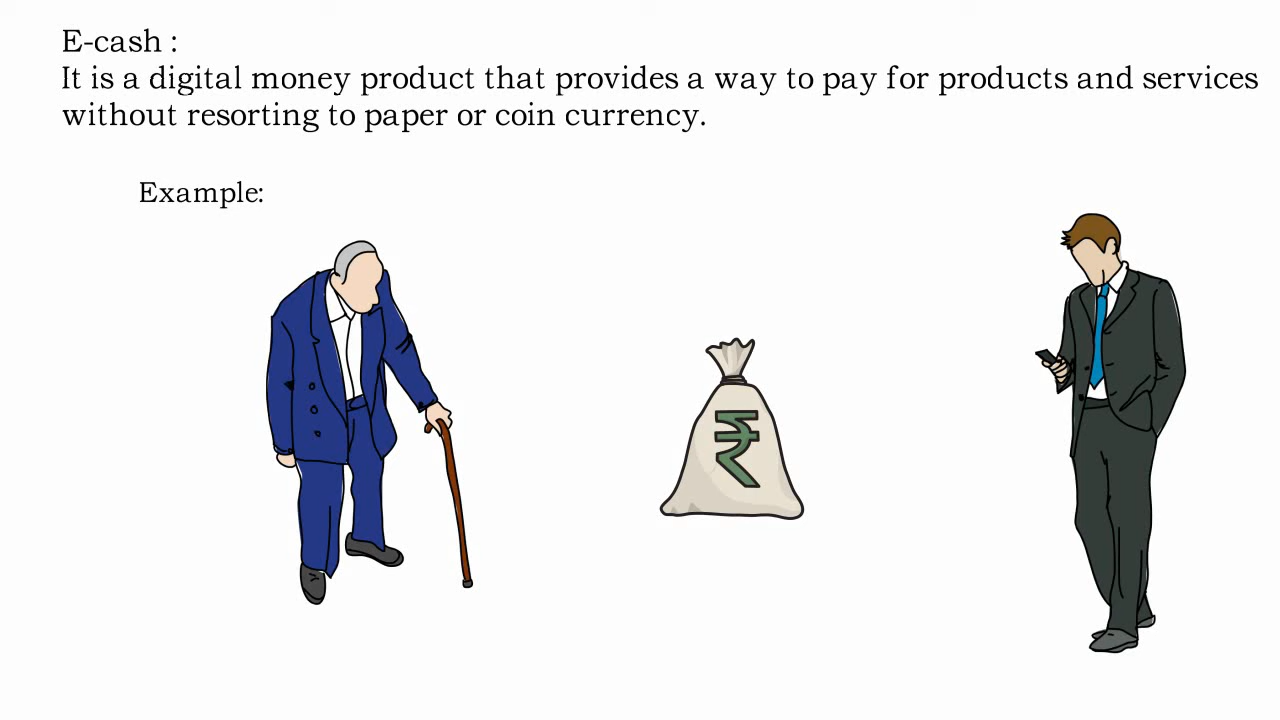 E-cash :
It is a digital money product that provides a way to pay for products and services
without resorting to paper or coin currency.
Example:
₹